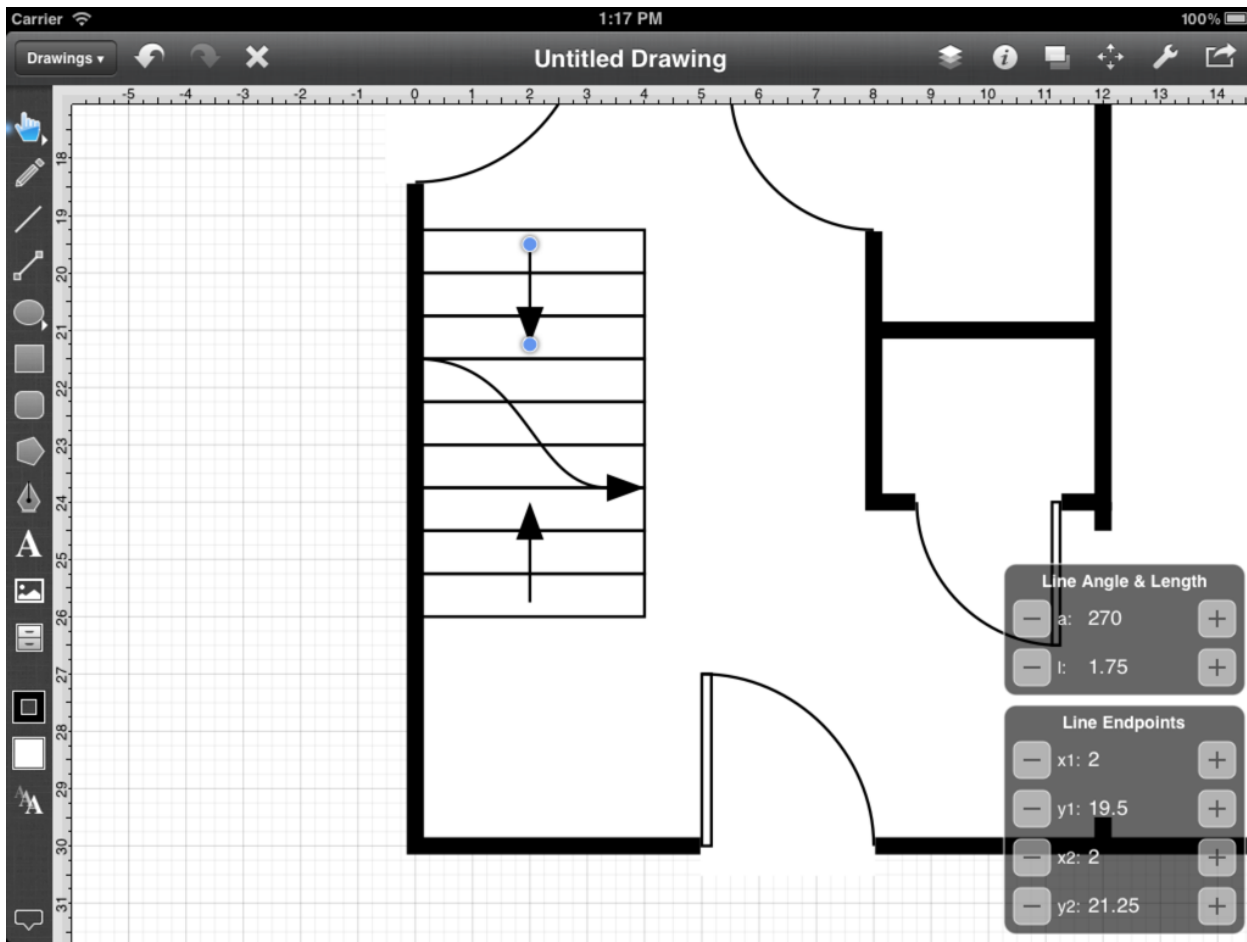 Carrier 1:17 PM 100%
Drawings ▾ Untitled Drawing
-5 -4 -3 -2 -1 0 1 2 3 4 5 6 7 8 9 10 11 12 13 14
18
19
20
21
22
23
24
25
26
27
28
29
30
31
A
AAA
Line Angle & Length
− a: 270 +
− l: 1.75 +
Line Endpoints
− x1: 2 +
− y1: 19.5 +
− x2: 2 +
− y2: 21.25 +